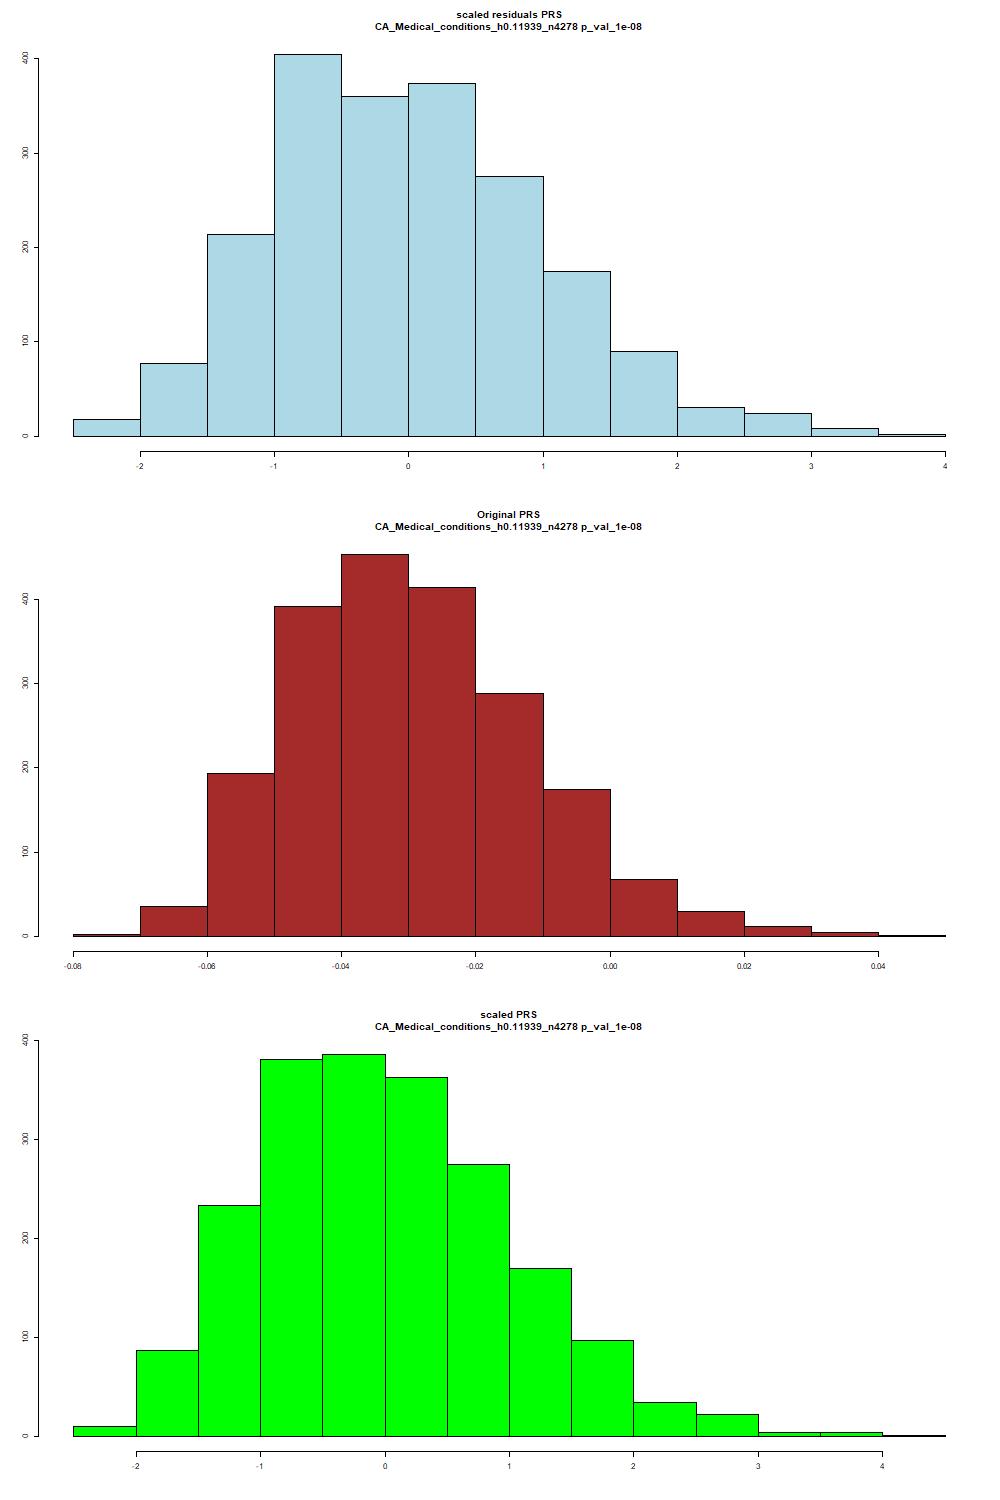 scaled residuals PRS
CA_Medical_conditions_h0.11939_n4278 p_val_1e-08
400
300
200
100
0
-2 -1 0 1 2 3 4
Original PRS
CA_Medical_conditions_h0.11939_n4278 p_val_1e-08
400
300
200
100
0
-0.08 -0.06 -0.04 -0.02 0.00 0.02 0.04
scaled PRS
CA_Medical_conditions_h0.11939_n4278 p_val_1e-08
400
300
200
100
0
-2 -1 0 1 2 3 4